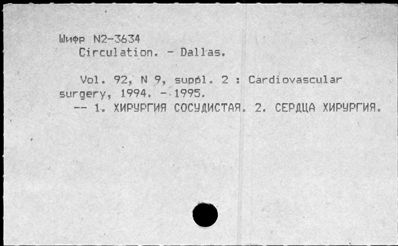 Шифр N2-3634
Circulation. - Dallas.
Vol. 92, N 9, suppl. 2 : Cardiovascular
surgery, 1994. - 1995.
-- 1. ХИРУРГИЯ СОСУДИСТАЯ. 2. СЕРДЦА ХИРУРГИЯ.